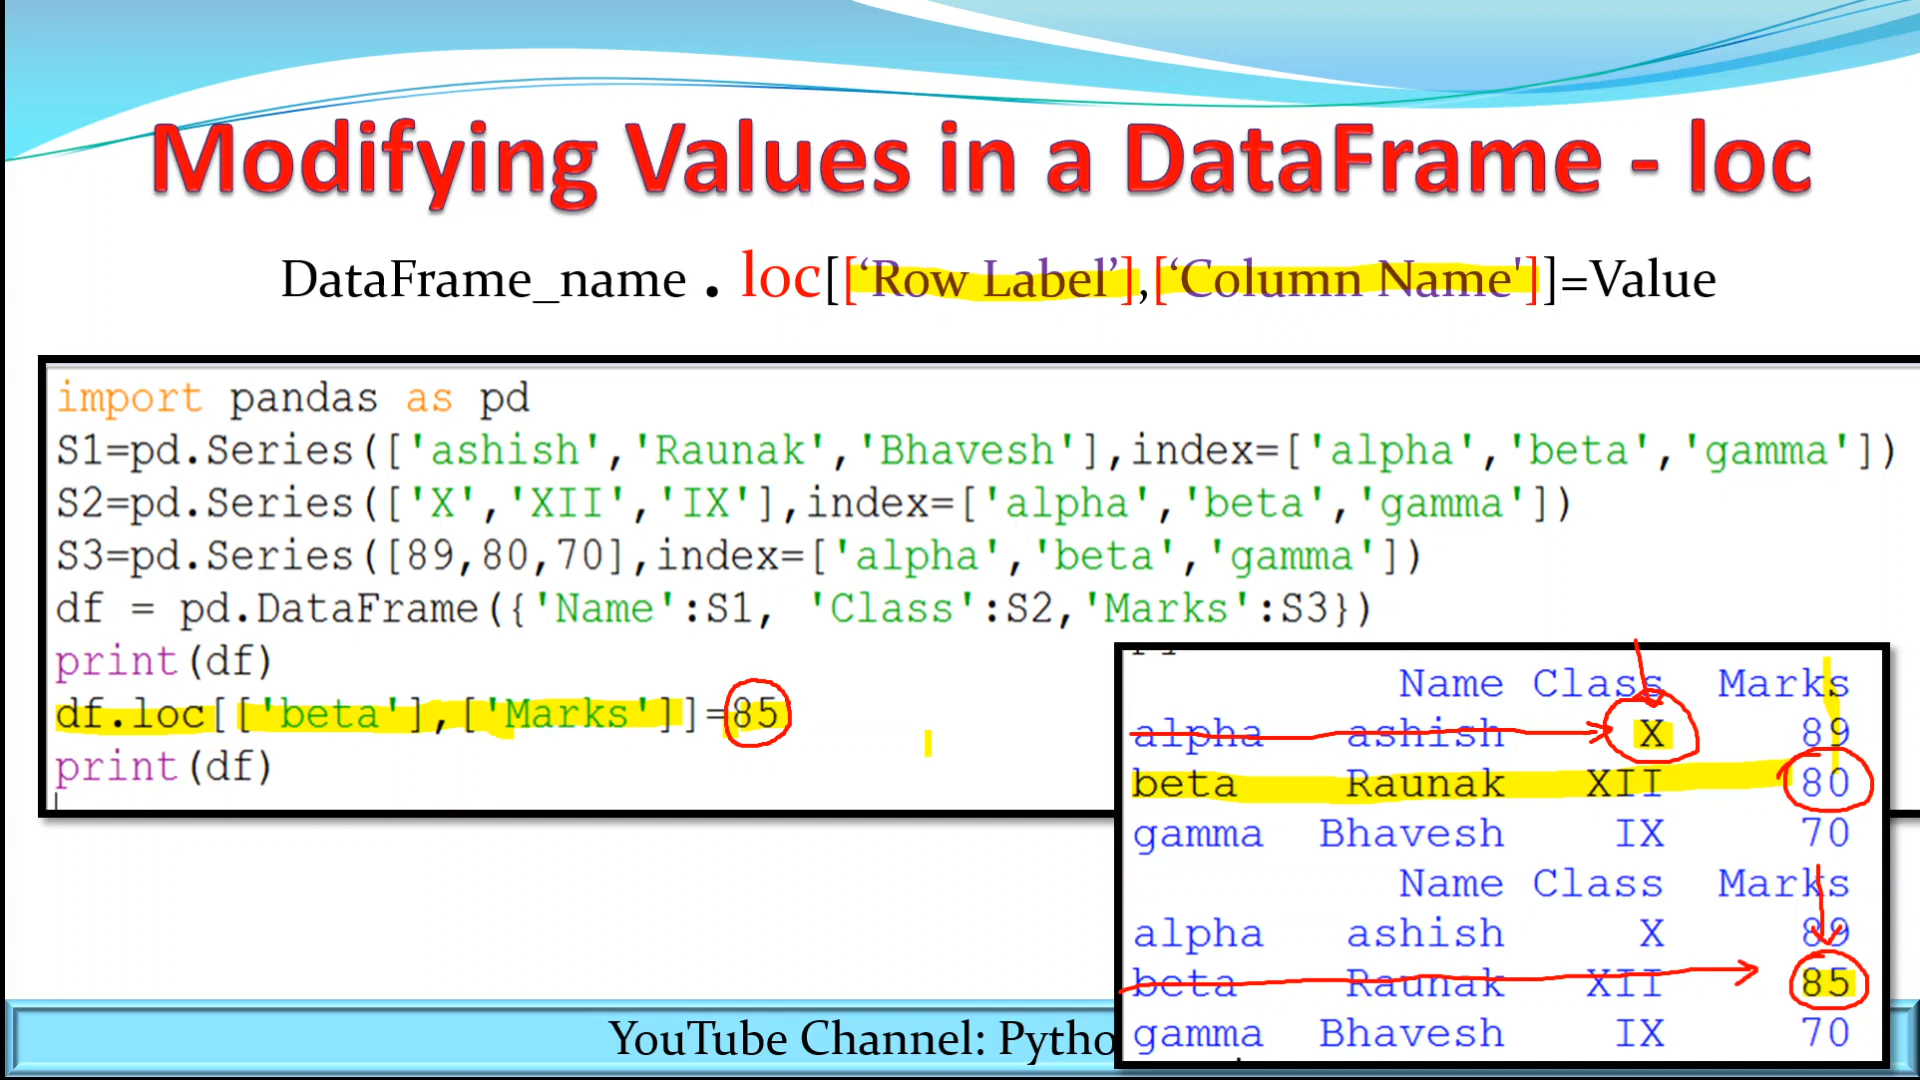 Modifying Values in a DataFrame - loc
DataFrame_name . loc[[‘Row Label’],[‘Column Name']]=Value
import pandas as pd
S1=pd.Series(['ashish','Raunak','Bhavesh'],index=['alpha','beta','gamma'])
S2=pd.Series(['X','XII','IX'],index=['alpha','beta','gamma'])
S3=pd.Series([89,80,70],index=['alpha','beta','gamma'])
df = pd.DataFrame({'Name':S1, 'Class':S2,'Marks':S3})
print(df)
df.loc[['beta'],['Marks']]=85
print(df)
Name Class Marks
alpha ashish X 89
beta Raunak XII 80
gamma Bhavesh IX 70
Name Class Marks
alpha ashish X 89
beta Raunak XII 85
gamma Bhavesh IX 70
YouTube Channel: Pytho